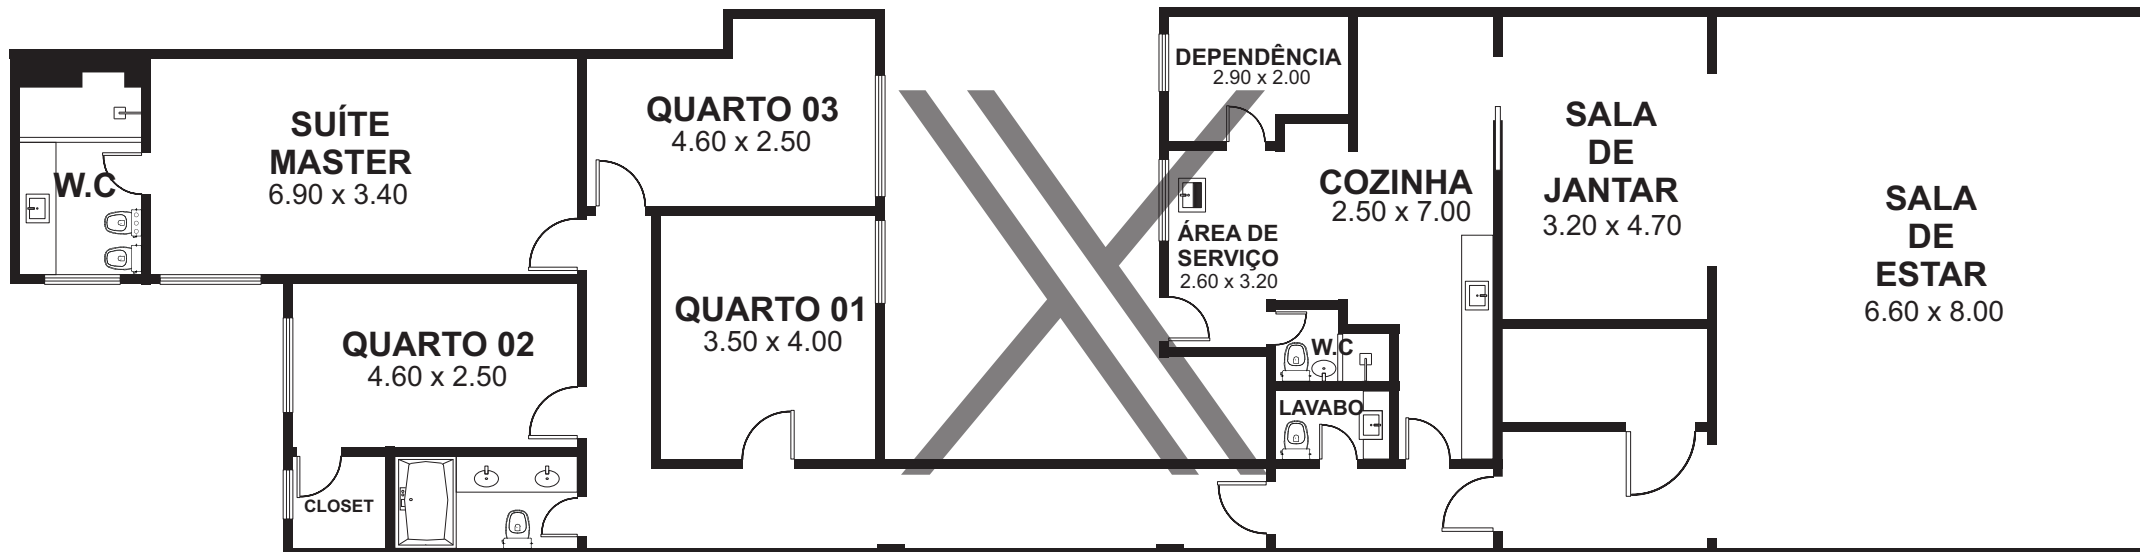 SUÍTE
MASTER
6.90 x 3.40
W.C
QUARTO 03
4.60 x 2.50
QUARTO 01
3.50 x 4.00
QUARTO 02
4.60 x 2.50
CLOSET
DEPENDÊNCIA
2.90 x 2.00
COZINHA
2.50 x 7.00
ÁREA DE
SERVIÇO
2.60 x 3.20
W.C
LAVABO
SALA
DE
JANTAR
3.20 x 4.70
SALA
DE
ESTAR
6.60 x 8.00